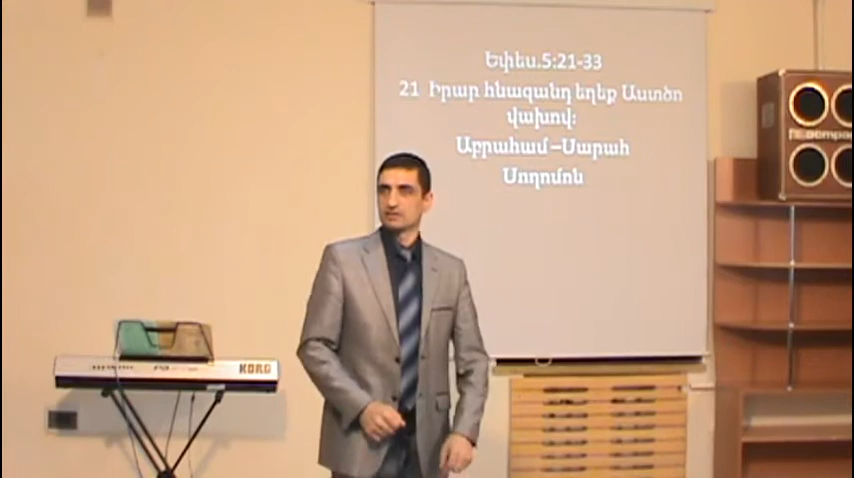 Եփես.5:21-33
21 Իրար հնազանդ եղեք Աստծո
վախով:
Աբրահամ –Սարահ
Սողոմոն
KORG